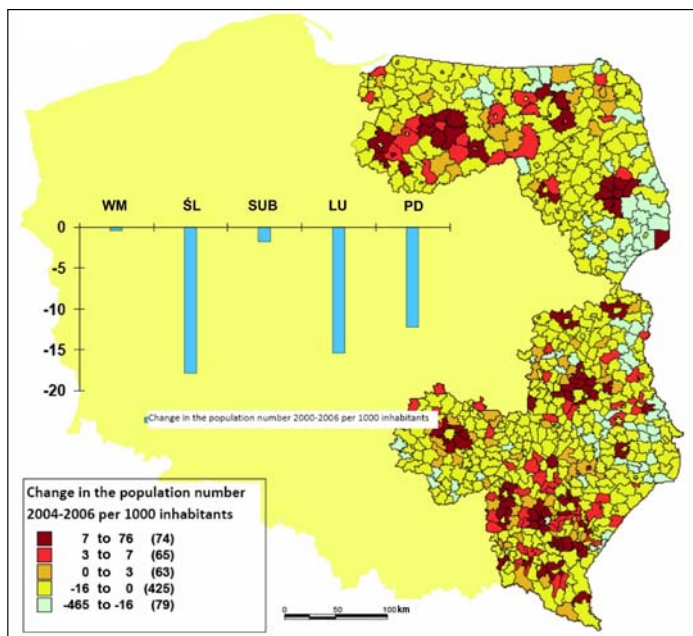 WM ŚL SUB LU PD
0
-5
-10
-15
-20
Change in the population number 2000-2006 per 1000 inhabitants
Change in the population number
2004-2006 per 1000 inhabitants
7 to 76 (74)
3 to 7 (65)
0 to 3 (63)
-16 to 0 (425)
-465 to -16 (79)
0 50 100 km